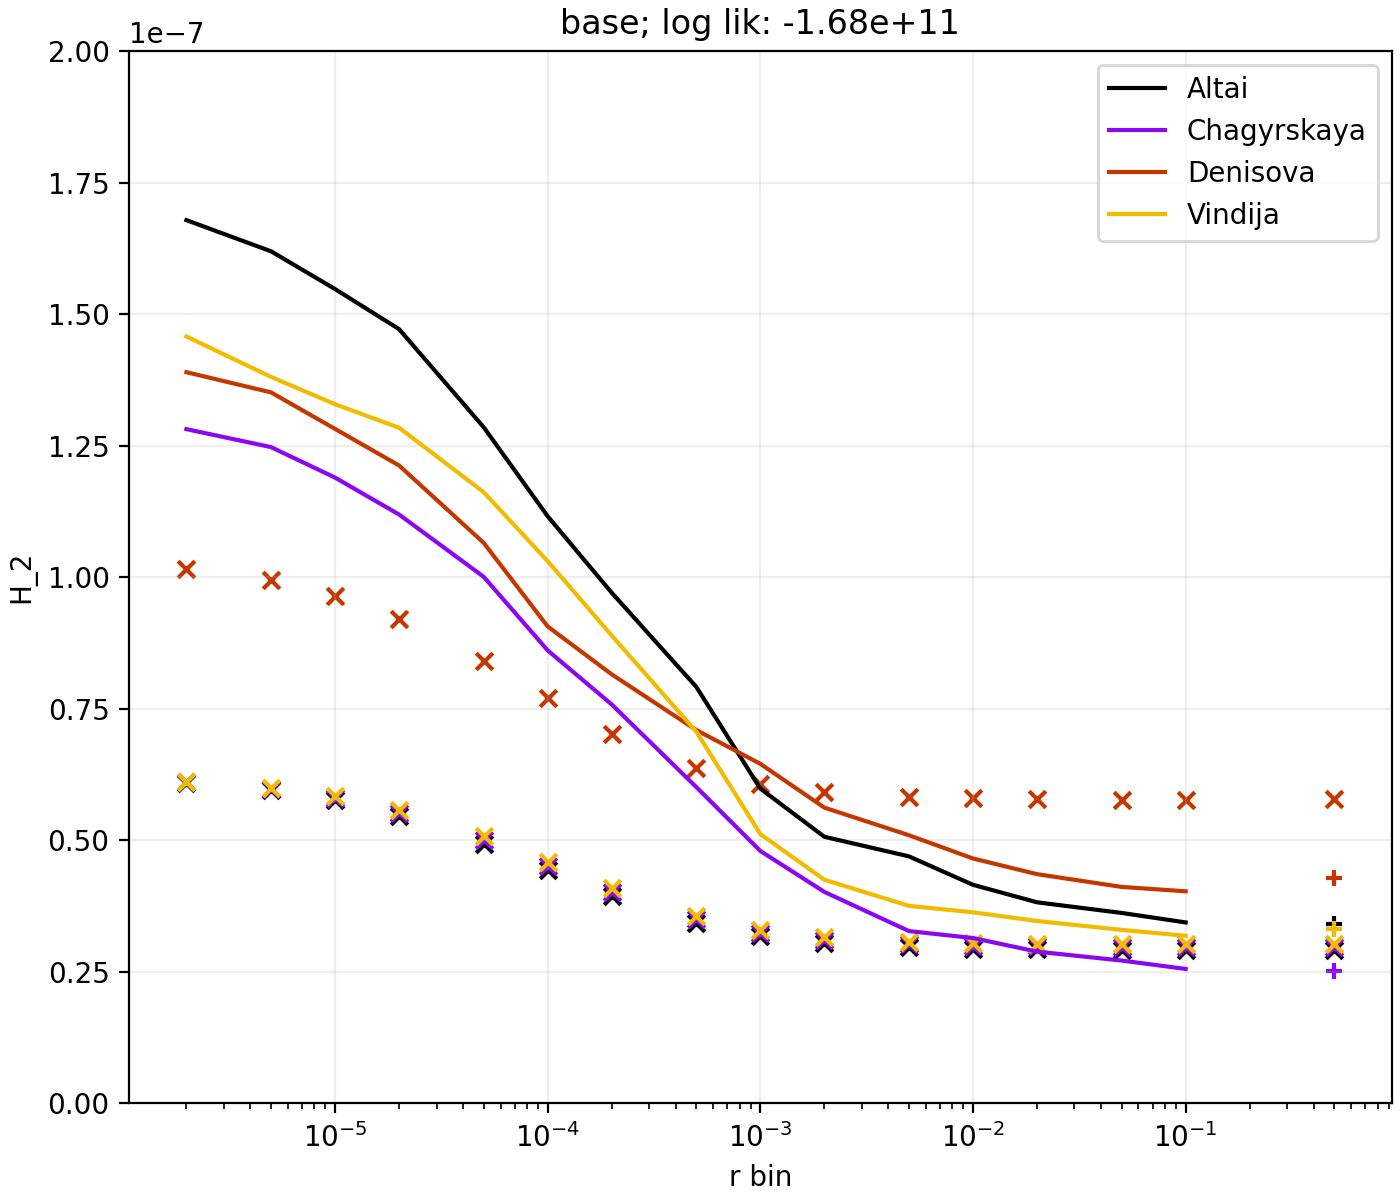 base; log lik: -1.68e+11
1e−7
2.00
1.75
1.50
1.25
1.00
0.75
0.50
0.25
0.00
H_2
Altai
Chagyrskaya
Denisova
Vindija
10⁻⁵
10⁻⁴
10⁻³
10⁻²
10⁻¹
r bin